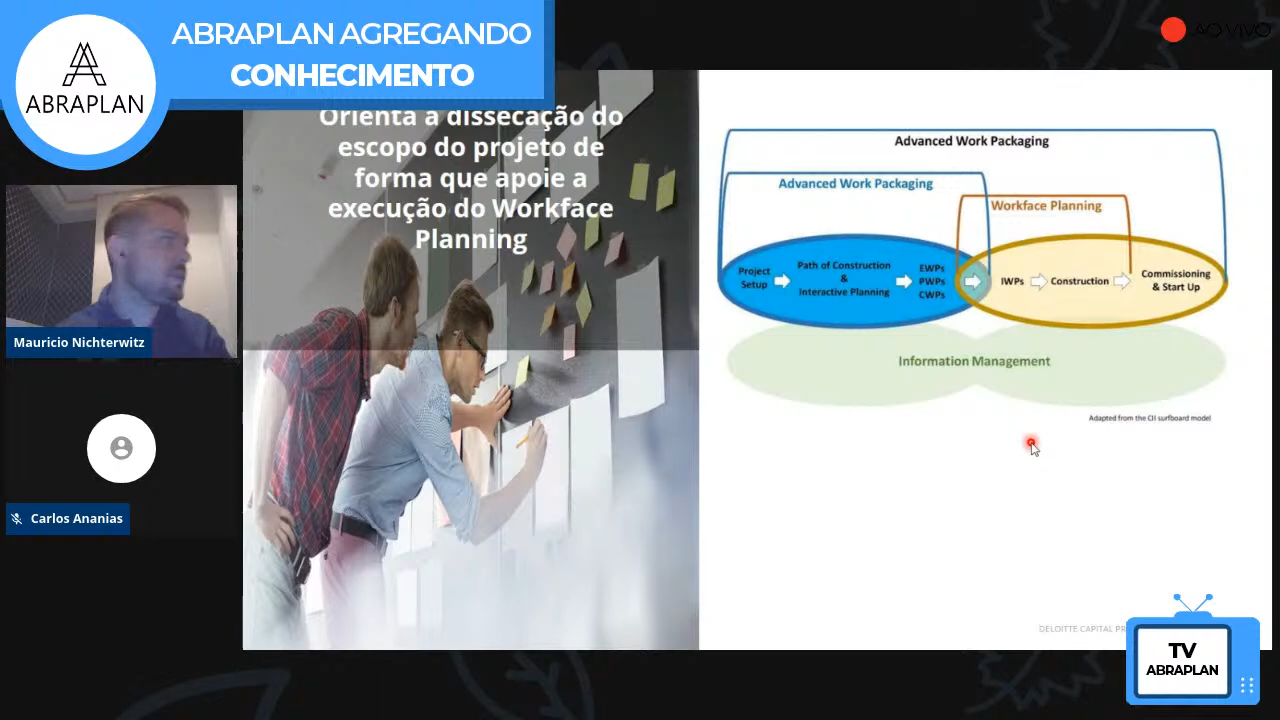 ABRAPLAN AGREGANDO
CONHECIMENTO
ABRAPLAN
AO VIVO
Orienta a dissecação do
escopo do projeto de
forma que apoie a
execução do Workface
Planning
Advanced Work Packaging
Advanced Work Packaging
Workface Planning
Project
Setup
Path of Construction
&
Interactive Planning
EWPs
PWPs
CWPs
IWPs
Construction
Commissioning
& Start Up
Information Management
Adapted from the CII surfboard model
Mauricio Nichterwitz
Carlos Ananias
DELOITTE CAPITAL
TV
ABRAPLAN